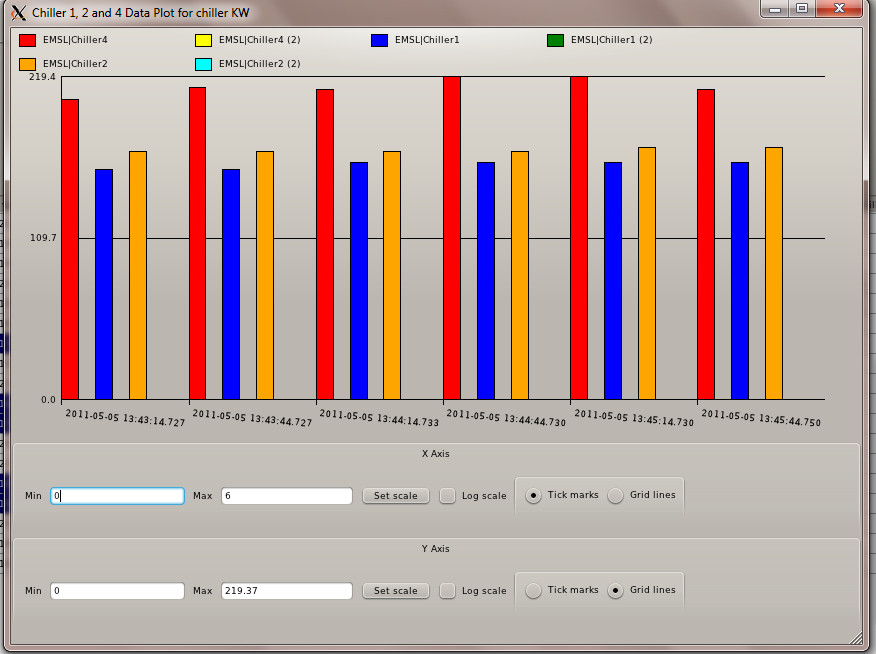 Chiller 1, 2 and 4 Data Plot for chiller KW
EMSL|Chiller4 EMSL|Chiller4 (2) EMSL|Chiller1 EMSL|Chiller1 (2)
EMSL|Chiller2 EMSL|Chiller2 (2)
219.4
109.7
0.0
2011-05-05 13:43:14.727 2011-05-05 13:43:44.727 2011-05-05 13:44:14.733 2011-05-05 13:44:44.730 2011-05-05 13:45:14.730 2011-05-05 13:45:44.750
X Axis
Min 0 Max 6 Set scale Log scale Tick marks Grid lines
Y Axis
Min 0 Max 219.37 Set scale Log scale Tick marks Grid lines